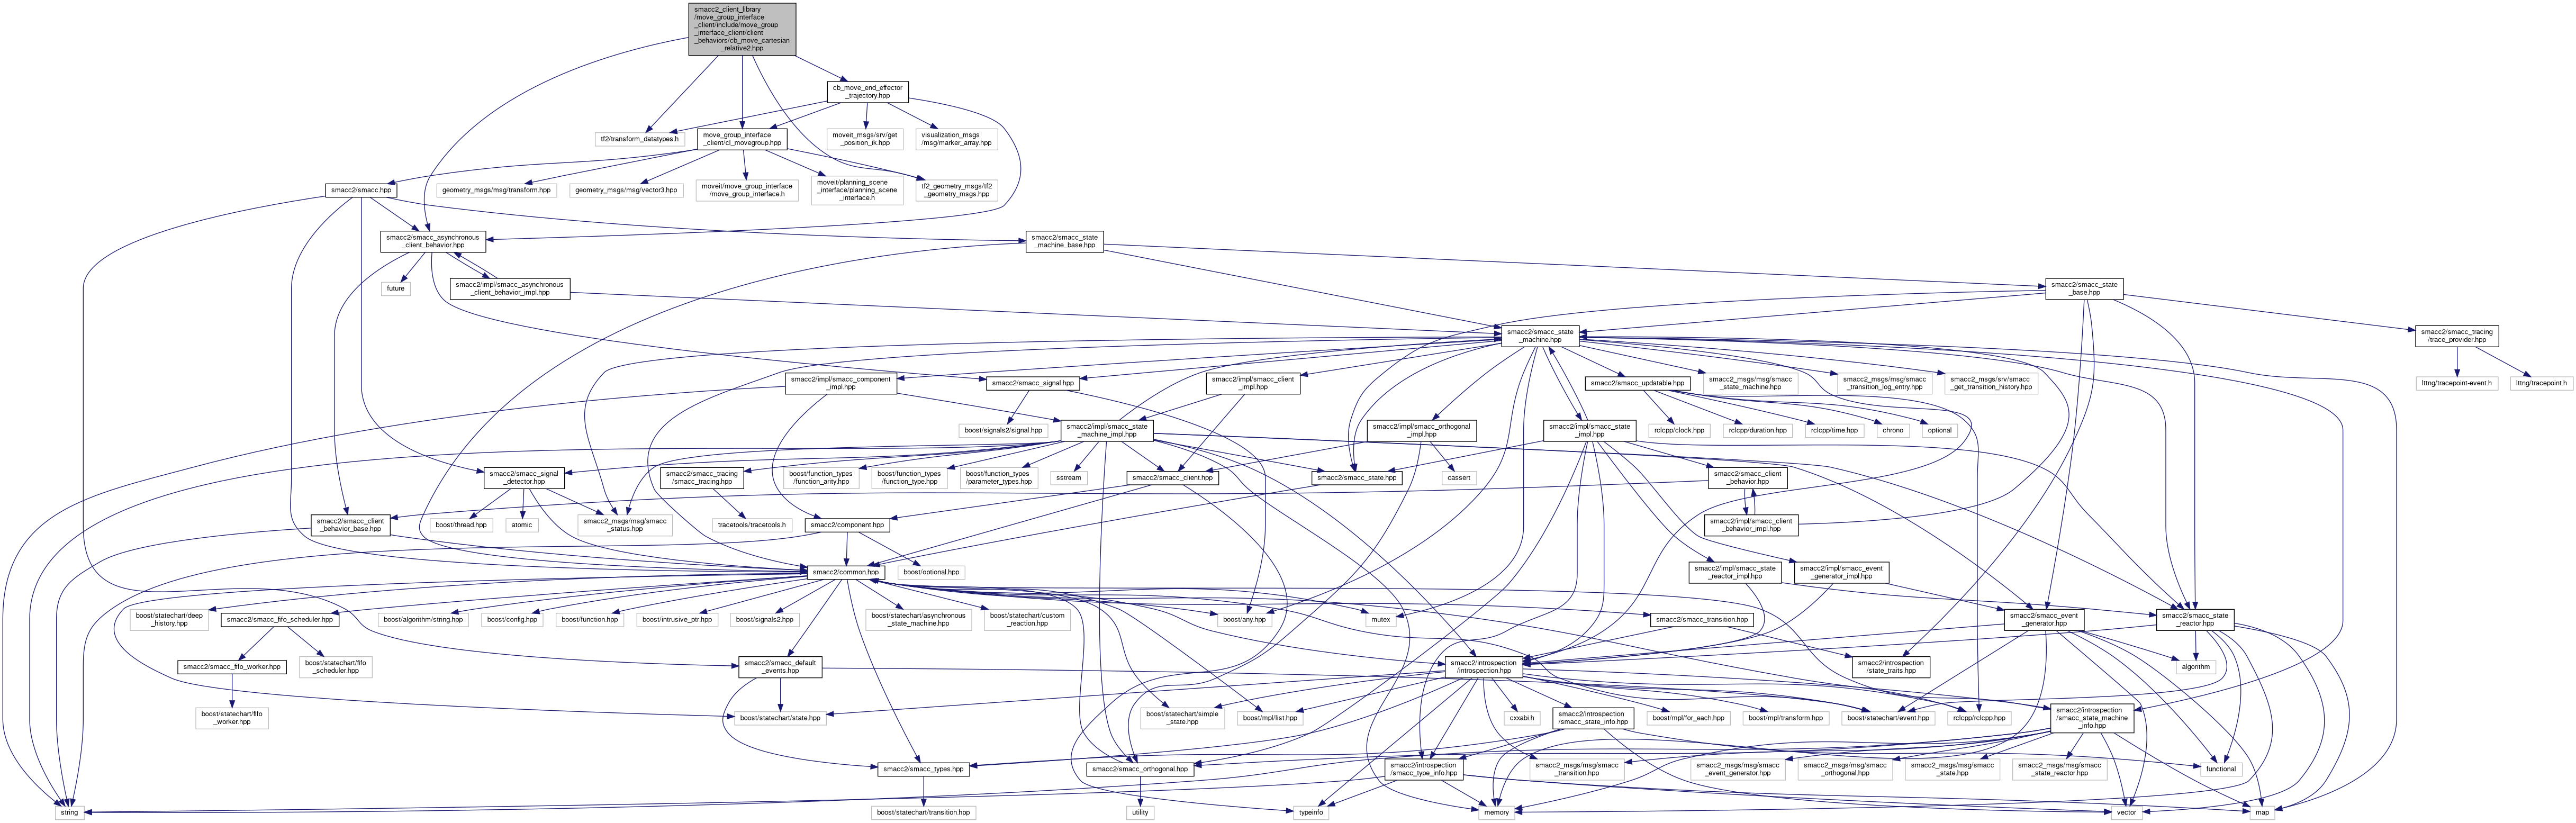 smacc2_client_library
/move_group_interface
_client/include/move_group
_interface_client/client
_behaviors/cb_move_cartesian
_relative2.hpp
cb_move_end_effector
_trajectory.hpp
tf2/transform_datatypes.h
move_group_interface
_client/cl_movegroup.hpp
moveit_msgs/srv/get
_position_ik.hpp
visualization_msgs
/msg/marker_array.hpp
smacc2/smacc.hpp
geometry_msgs/msg/transform.hpp
geometry_msgs/msg/vector3.hpp
moveit/move_group_interface
/move_group_interface.h
moveit/planning_scene
_interface/planning_scene
_interface.h
tf2_geometry_msgs/tf2
_geometry_msgs.hpp
smacc2/smacc_asynchronous
_client_behavior.hpp
smacc2/smacc_state
_machine_base.hpp
future
smacc2/impl/smacc_asynchronous
_client_behavior_impl.hpp
smacc2/smacc_state
_base.hpp
smacc2/smacc_state
_machine.hpp
smacc2/smacc_tracing
/trace_provider.hpp
smacc2/impl/smacc_component
_impl.hpp
smacc2/smacc_signal.hpp
smacc2/impl/smacc_client
_impl.hpp
smacc2/smacc_updatable.hpp
smacc2_msgs/msg/smacc
_state_machine.hpp
smacc2_msgs/msg/smacc
_transition_log_entry.hpp
smacc2_msgs/srv/smacc
_get_transition_history.hpp
lttng/tracepoint-event.h
lttng/tracepoint.h
boost/signals2/signal.hpp
smacc2/impl/smacc_state
_machine_impl.hpp
smacc2/impl/smacc_orthogonal
_impl.hpp
smacc2/impl/smacc_state
_impl.hpp
rclcpp/clock.hpp
rclcpp/duration.hpp
rclcpp/time.hpp
chrono
optional
smacc2/smacc_signal
_detector.hpp
smacc2/smacc_tracing
/smacc_tracing.hpp
boost/function_types
/function_arity.hpp
boost/function_types
/function_type.hpp
boost/function_types
/parameter_types.hpp
sstream
smacc2/smacc_client.hpp
smacc2/smacc_state.hpp
cassert
smacc2/smacc_client
_behavior.hpp
smacc2/smacc_client
_behavior_base.hpp
boost/thread.hpp
atomic
smacc2_msgs/msg/smacc
_status.hpp
tracetools/tracetools.h
smacc2/component.hpp
smacc2/impl/smacc_client
_behavior_impl.hpp
smacc2/common.hpp
boost/optional.hpp
smacc2/impl/smacc_state
_reactor_impl.hpp
smacc2/impl/smacc_event
_generator_impl.hpp
boost/statechart/deep
_history.hpp
smacc2/smacc_fifo_scheduler.hpp
boost/algorithm/string.hpp
boost/config.hpp
boost/function.hpp
boost/intrusive_ptr.hpp
boost/signals2.hpp
boost/statechart/asynchronous
_state_machine.hpp
boost/statechart/custom
_reaction.hpp
boost/any.hpp
mutex
smacc2/smacc_transition.hpp
smacc2/smacc_event
_generator.hpp
smacc2/smacc_state
_reactor.hpp
smacc2/smacc_fifo_worker.hpp
boost/statechart/fifo
_scheduler.hpp
smacc2/smacc_default
_events.hpp
smacc2/introspection
/introspection.hpp
smacc2/introspection
/state_traits.hpp
algorithm
boost/statechart/fifo
_worker.hpp
boost/statechart/state.hpp
boost/statechart/simple
_state.hpp
boost/mpl/list.hpp
cxxabi.h
smacc2/introspection
/smacc_state_info.hpp
boost/mpl/for_each.hpp
boost/mpl/transform.hpp
boost/statechart/event.hpp
rclcpp/rclcpp.hpp
smacc2/introspection
/smacc_state_machine
_info.hpp
smacc2/smacc_types.hpp
smacc2/smacc_orthogonal.hpp
smacc2/introspection
/smacc_type_info.hpp
smacc2_msgs/msg/smacc
_transition.hpp
smacc2_msgs/msg/smacc
_event_generator.hpp
smacc2_msgs/msg/smacc
_orthogonal.hpp
smacc2_msgs/msg/smacc
_state.hpp
smacc2_msgs/msg/smacc
_state_reactor.hpp
functional
string
boost/statechart/transition.hpp
utility
typeinfo
memory
vector
map